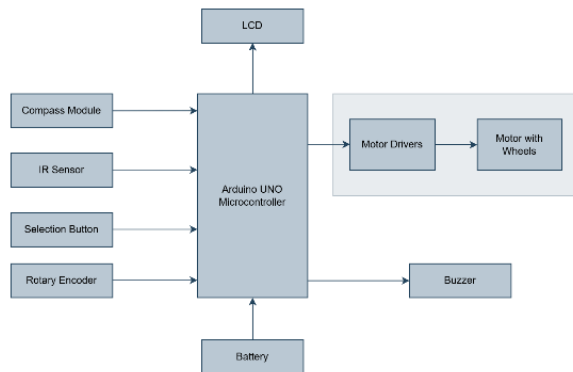 LCD
Compass Module
IR Sensor
Selection Button
Rotary Encoder
Arduino UNO
Microcontroller
Motor Drivers
Motor with
Wheels
Buzzer
Battery